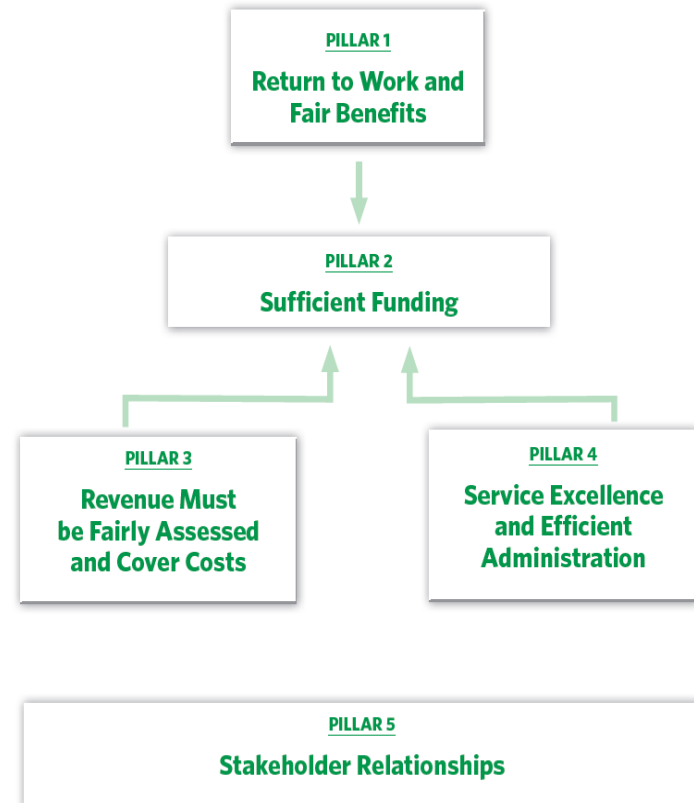 PILLAR 1
Return to Work and
Fair Benefits
PILLAR 2
Sufficient Funding
PILLAR 3
Revenue Must
be Fairly Assessed
and Cover Costs
PILLAR 4
Service Excellence
and Efficient
Administration
PILLAR 5
Stakeholder Relationships